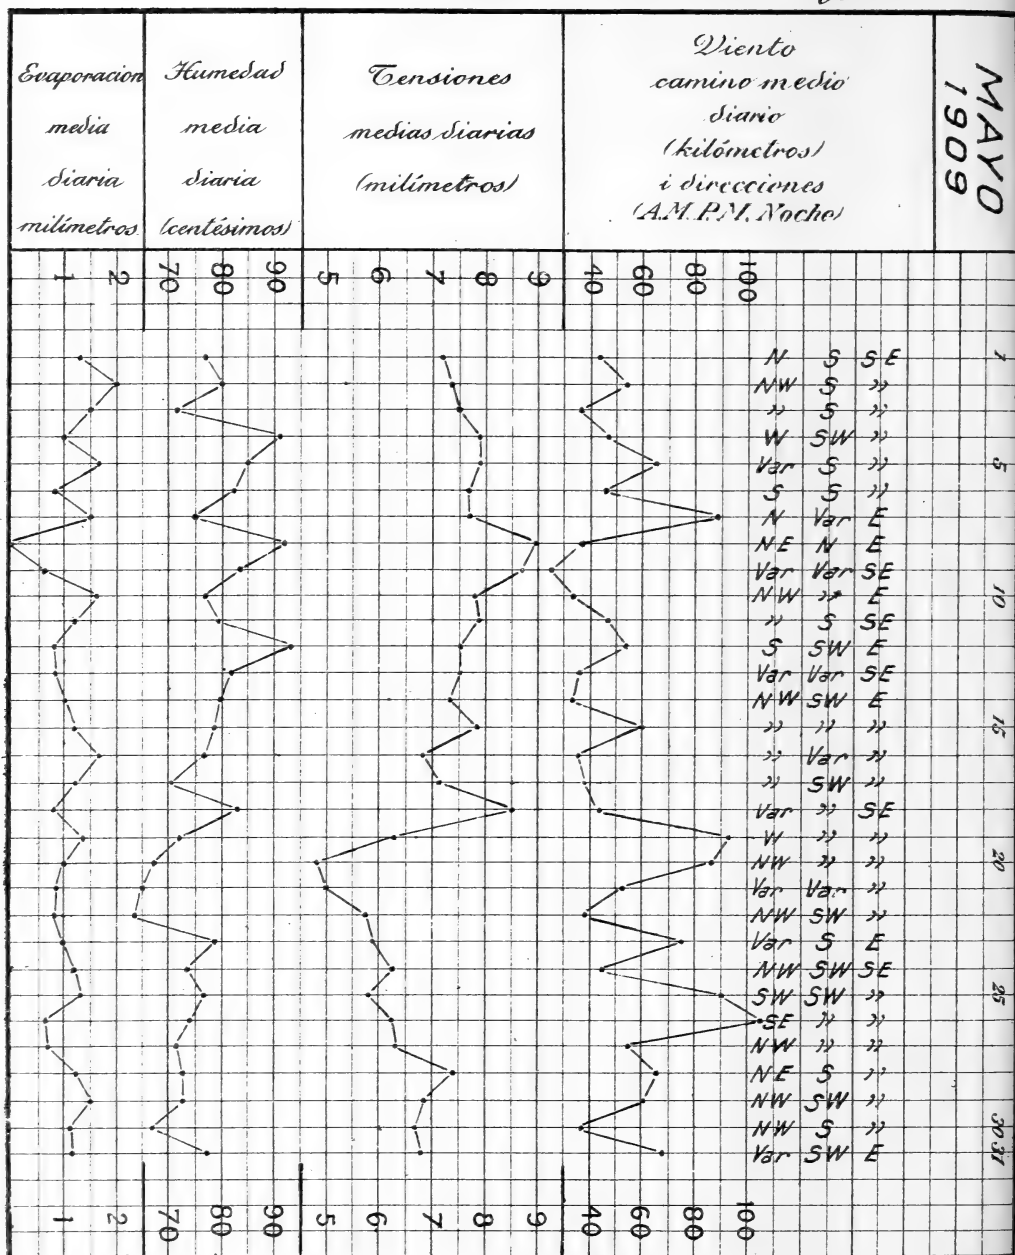 Evaporación
media
diaria
milímetros
Humedad
media
diaria
(centésimos)
Tensiones
medias diarias
(milímetros)
Viento
camino medio
diario
(kilómetros)
i direcciones
(A.M. P.M. Noche)
MAYO
1909
1 2 70 80 90 5 6 7 8 9 40 60 80 100
N S SE 1
NW S ”
” S ”
W SW ”
Var S ” 5
S S ”
N Var E
NE N E
Var Var SE
NW ” E 10
” S SE
S SW E
Var Var SE
NW SW E
” ” ” 15
” Var ”
” SW ”
Var ” SE
W ” ”
NW ” ” 20
Var Var ”
NW SW ”
Var S E
NW SW SE
SW SW ” 25
SE ” ”
NW ” ”
NE S ”
NW SW ”
NW S ” 30
Var SW E 31
1 2 70 80 90 5 6 7 8 9 40 60 80 100